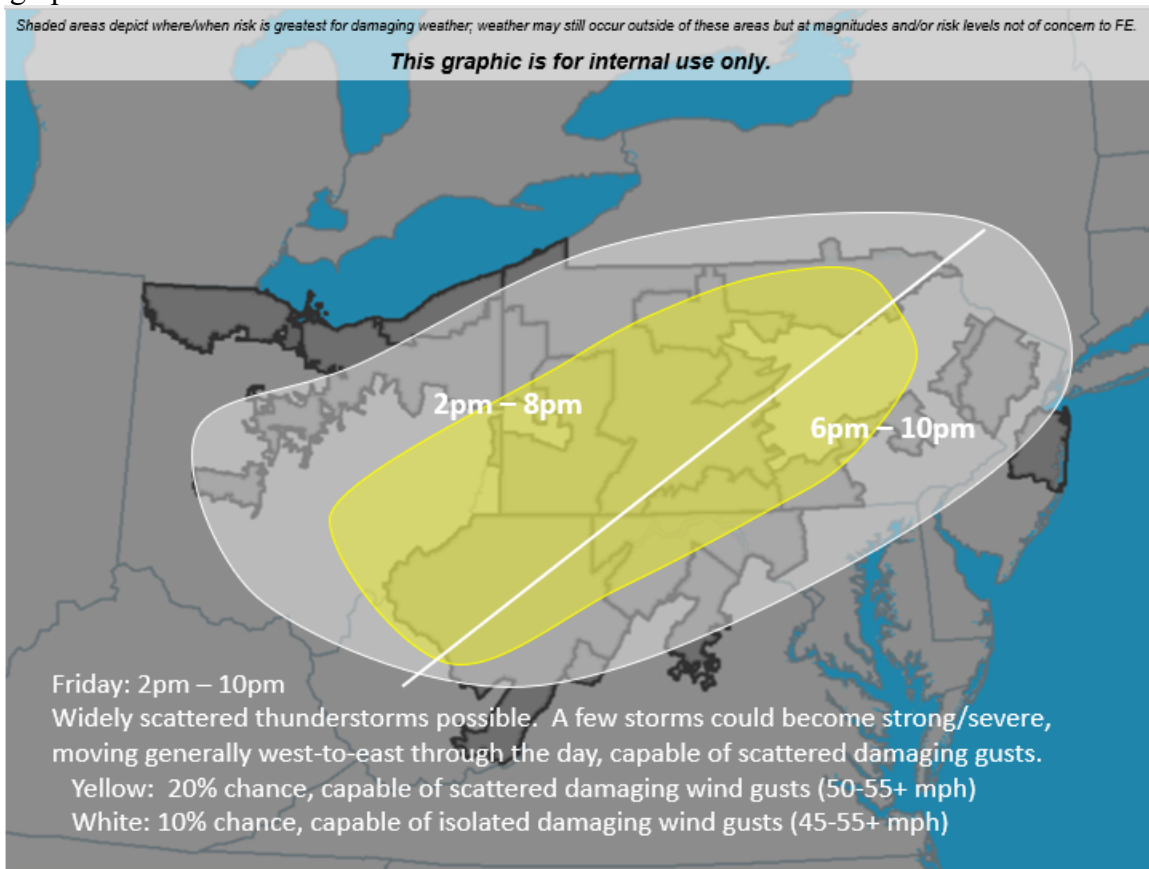 Shaded areas depict where/when risk is greatest for damaging weather; weather may still occur outside of these areas but at magnitudes and/or risk levels not of concern to FE.
This graphic is for internal use only.
2pm – 8pm
6pm – 10pm
Friday: 2pm – 10pm
Widely scattered thunderstorms possible.  A few storms could become strong/severe,
moving generally west-to-east through the day, capable of scattered damaging gusts.
Yellow:  20% chance, capable of scattered damaging wind gusts (50-55+ mph)
White: 10% chance, capable of isolated damaging wind gusts (45-55+ mph)